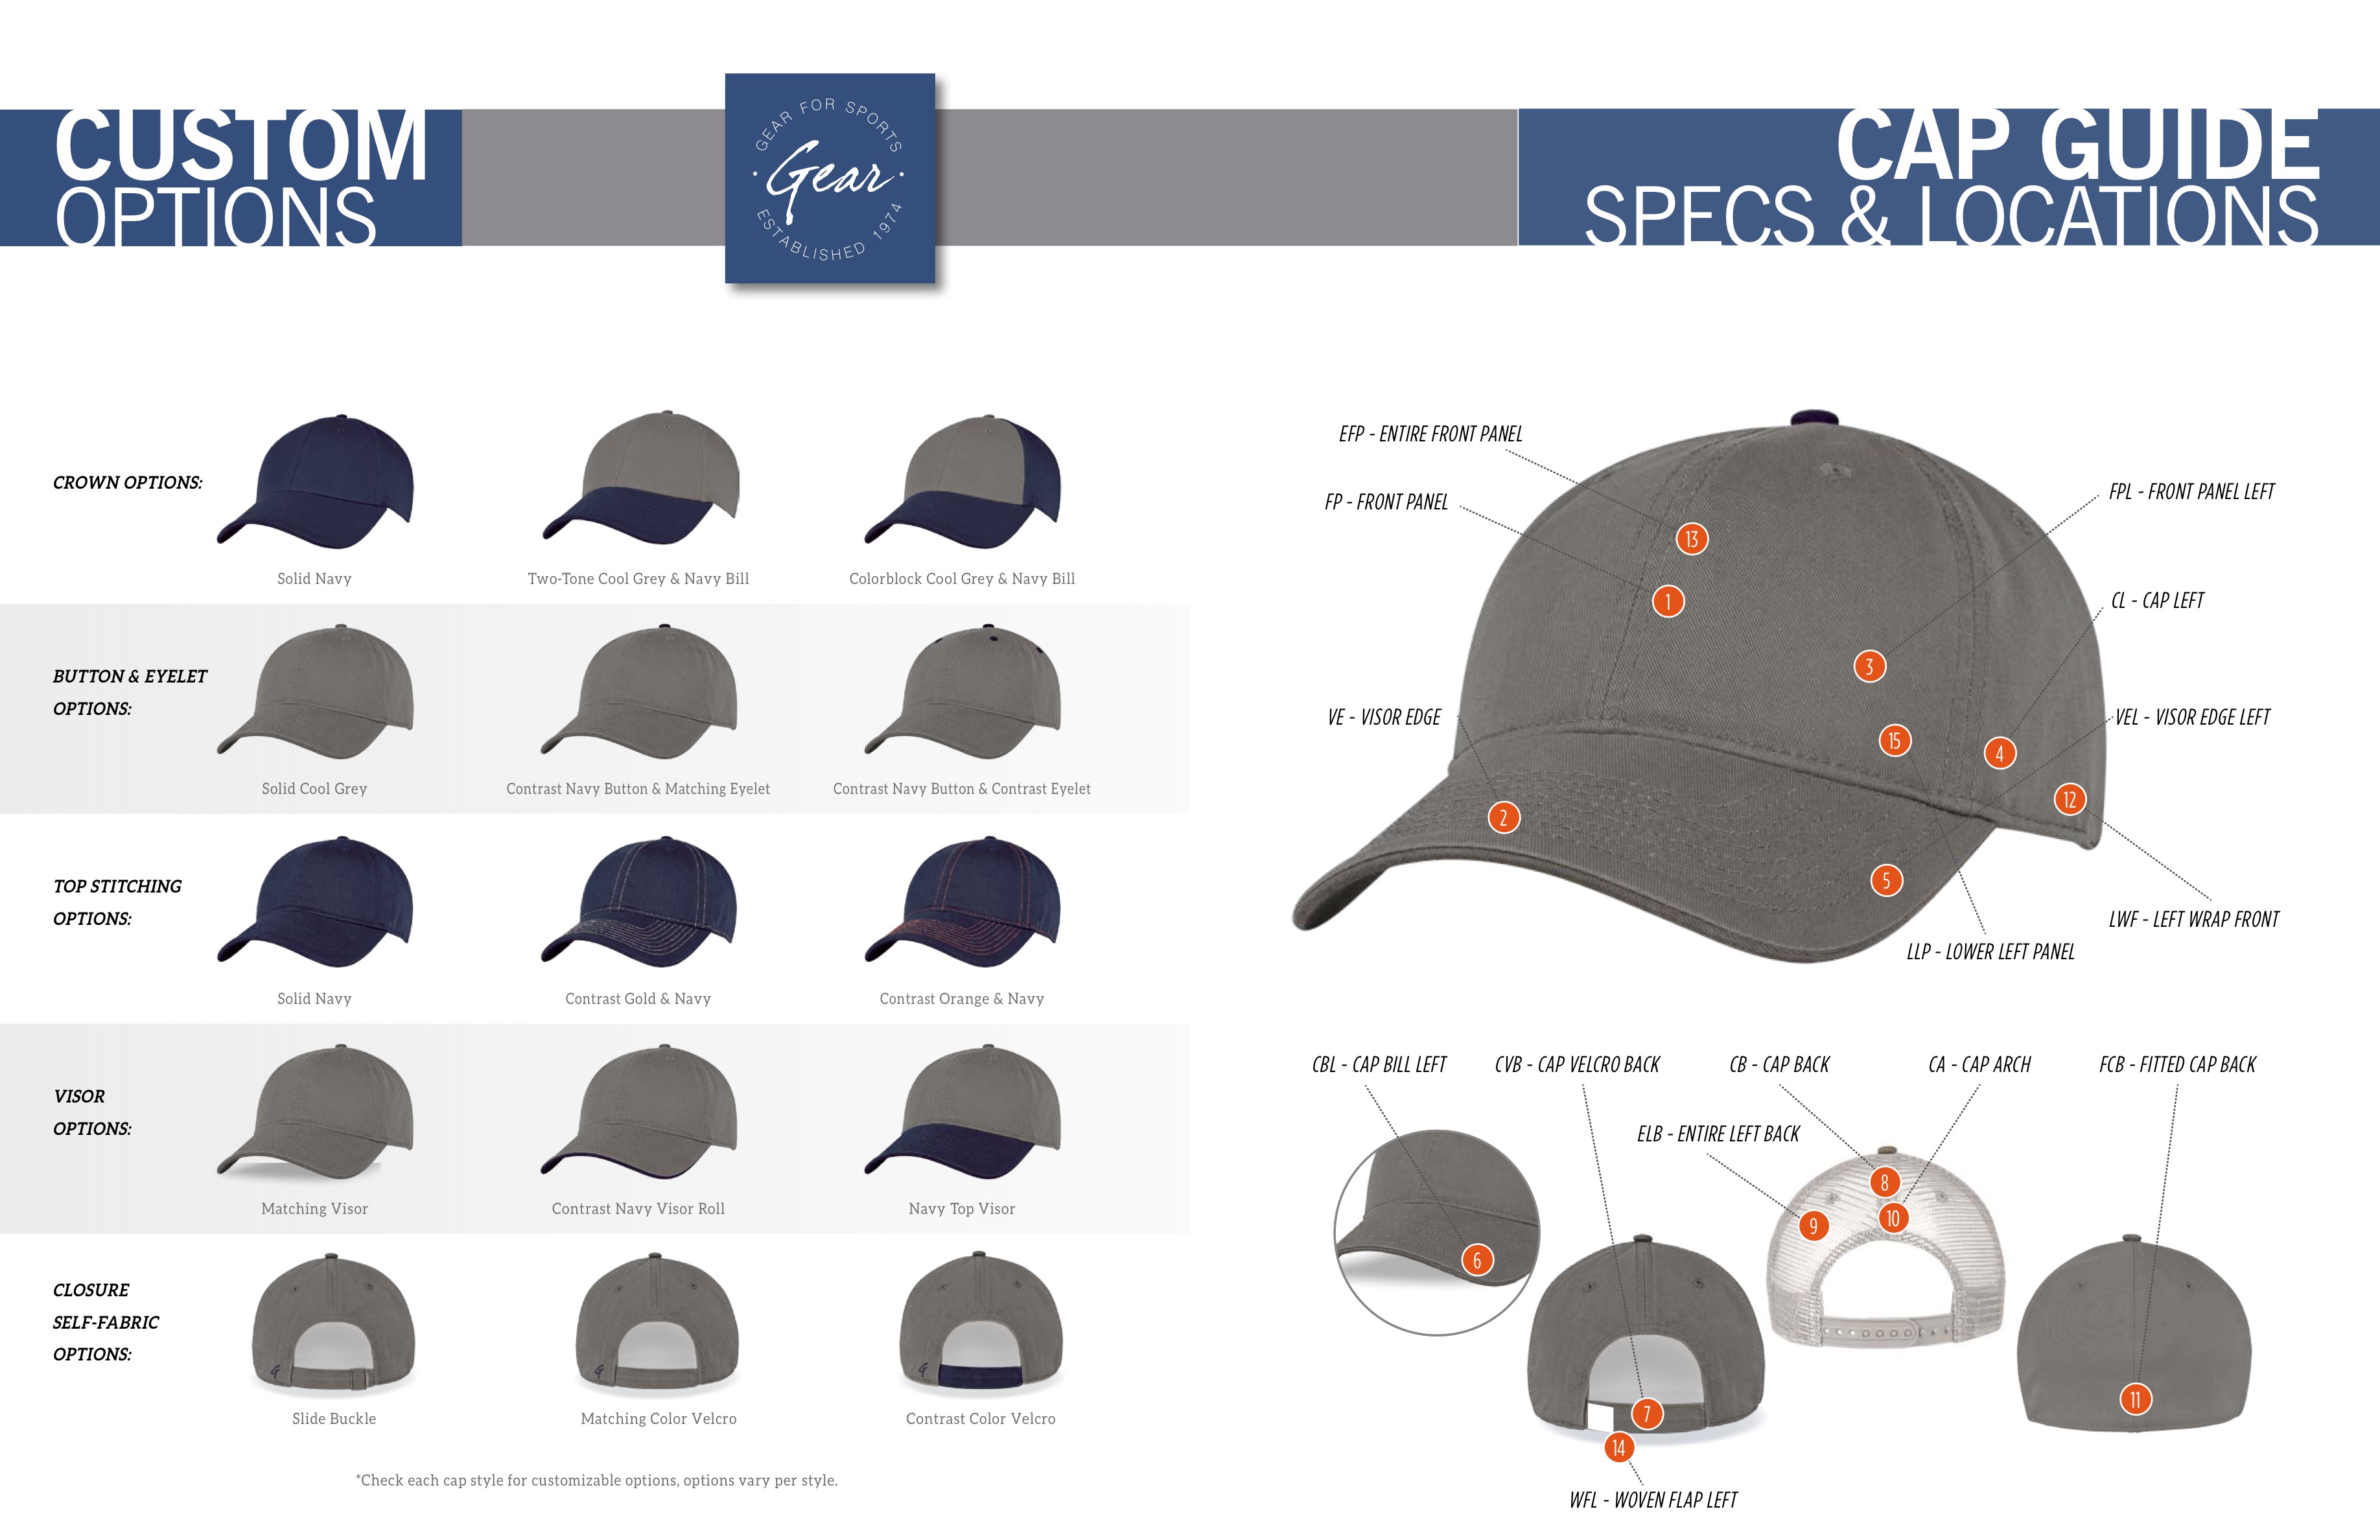 CUSTOM
OPTIONS
GEAR FOR SPORTS
Gear
ESTABLISHED 1974
CAP GUIDE
SPECS & LOCATIONS
CROWN OPTIONS:
Solid Navy
Two-Tone Cool Grey & Navy Bill
Colorblock Cool Grey & Navy Bill
BUTTON & EYELET
OPTIONS:
Solid Cool Grey
Contrast Navy Button & Matching Eyelet
Contrast Navy Button & Contrast Eyelet
TOP STITCHING
OPTIONS:
Solid Navy
Contrast Gold & Navy
Contrast Orange & Navy
VISOR
OPTIONS:
Matching Visor
Contrast Navy Visor Roll
Navy Top Visor
CLOSURE
SELF-FABRIC
OPTIONS:
G
G
G
Slide Buckle
Matching Color Velcro
Contrast Color Velcro
*Check each cap style for customizable options, options vary per style.
EFP - ENTIRE FRONT PANEL
FP - FRONT PANEL
FPL - FRONT PANEL LEFT
CL - CAP LEFT
VE - VISOR EDGE
VEL - VISOR EDGE LEFT
LWF - LEFT WRAP FRONT
LLP - LOWER LEFT PANEL
13
1
3
15
4
12
2
5
CBL - CAP BILL LEFT
CVB - CAP VELCRO BACK
CB - CAP BACK
CA - CAP ARCH
FCB - FITTED CAP BACK
ELB - ENTIRE LEFT BACK
8
10
9
6
11
7
14
WFL - WOVEN FLAP LEFT